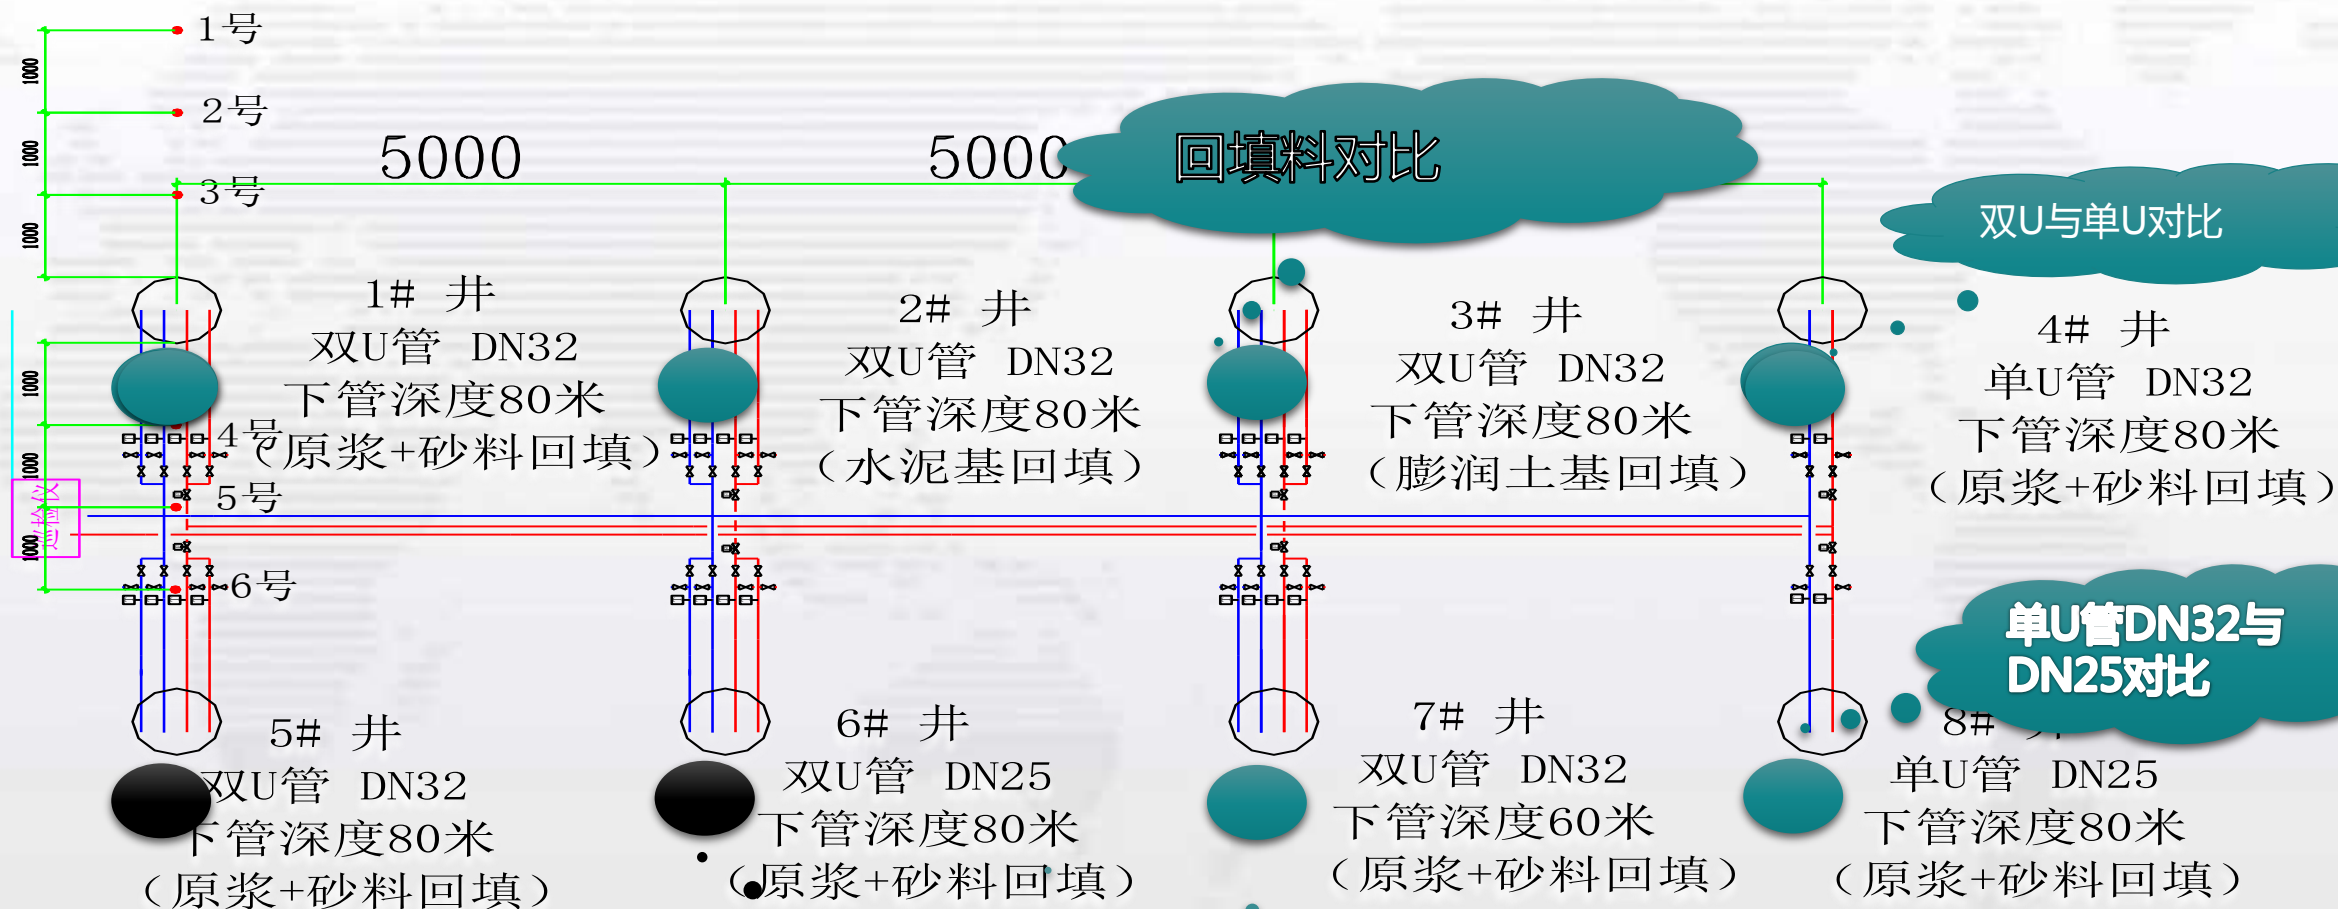 1号
1000
2号
1000
5000
5000
回填料对比
3号
双U与单U对比
1000
1# 井
双U管 DN32
下管深度80米
(原浆+砂料回填)
2# 井
双U管 DN32
下管深度80米
(水泥基回填)
3# 井
双U管 DN32
下管深度80米
(膨润土基回填)
4# 井
单U管 DN32
下管深度80米
(原浆+砂料回填)
1000
4号
1000
5号
巡检仪
1000
6号
单U管DN32与
DN25对比
5# 井
双U管 DN32
下管深度80米
(原浆+砂料回填)
6# 井
双U管 DN25
下管深度80米
(原浆+砂料回填)
7# 井
双U管 DN32
下管深度60米
(原浆+砂料回填)
8# 井
单U管 DN25
下管深度80米
(原浆+砂料回填)